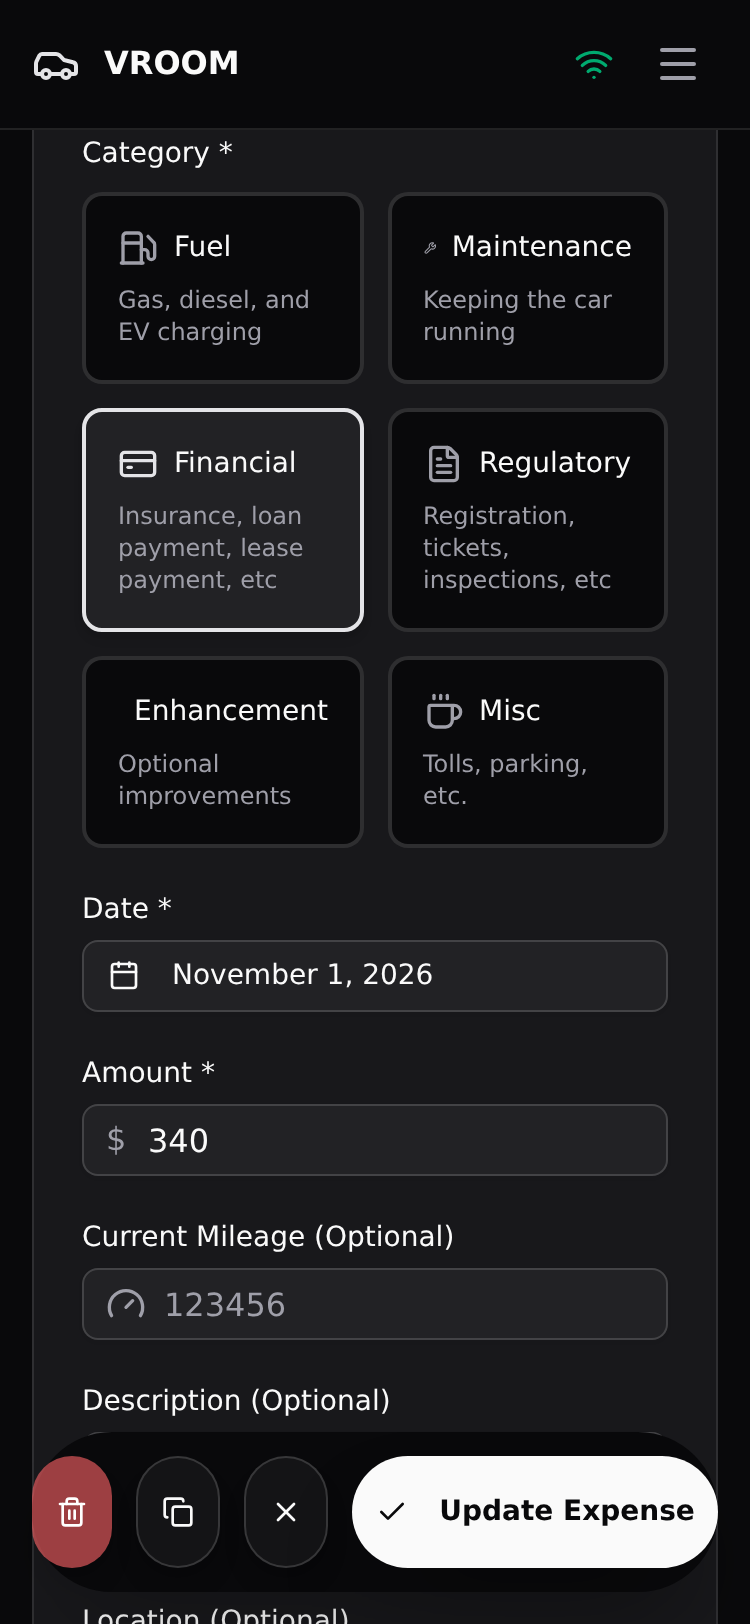 VROOM
Category *
Fuel
Gas, diesel, and
EV charging
Maintenance
Keeping the car
running
Financial
Insurance, loan
payment, lease
payment, etc
Regulatory
Registration,
tickets,
inspections, etc
Enhancement
Optional
improvements
Misc
Tolls, parking,
etc.
Date *
November 1, 2026
Amount *
$ 340
Current Mileage (Optional)
123456
Description (Optional)
Update Expense
Location (Optional)